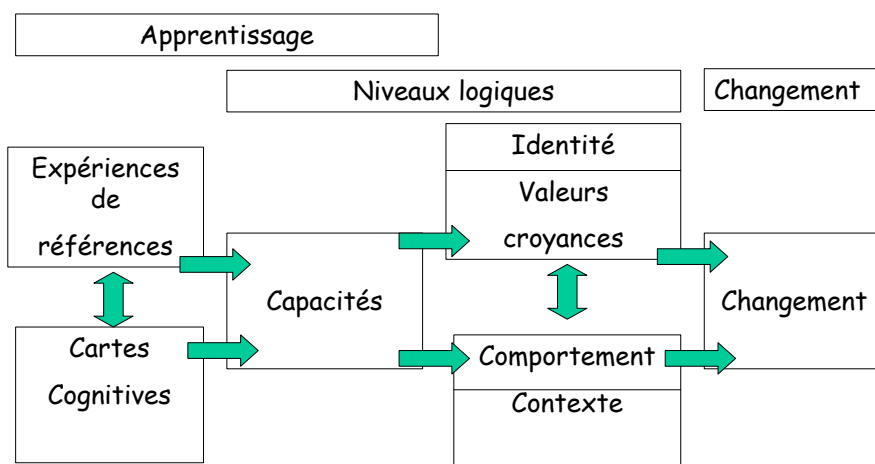 Apprentissage
Niveaux logiques
Changement
Expériences
de
références
Cartes
Cognitives
Capacités
Identité
Valeurs
croyances
Comportement
Contexte
Changement